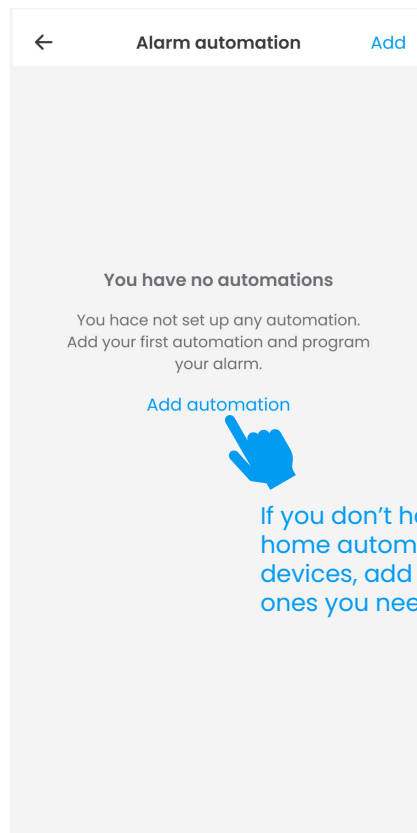 Alarm automation
Add
You have no automations
You hace not set up any automation.
Add your first automation and program
your alarm.
Add automation
If you don't
home
devices, add
ones you